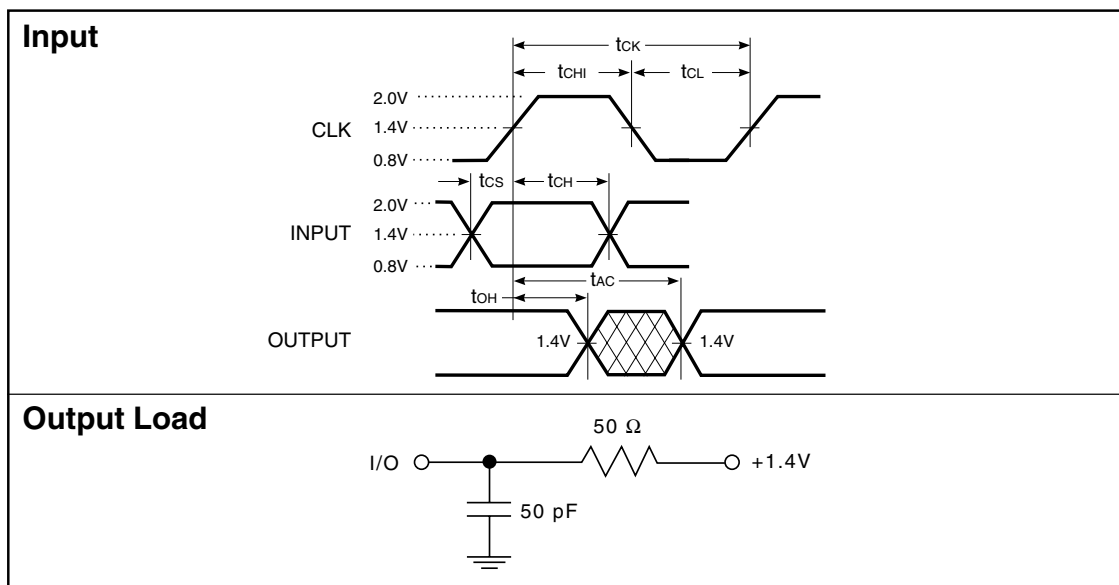 Input
tCK
tCHI tCL
2.0V
CLK 1.4V
0.8V
tCS tCH
2.0V
INPUT 1.4V
0.8V
tAC
tOH
OUTPUT 1.4V 1.4V
Output Load
50 Ω
I/O +1.4V
50 pF